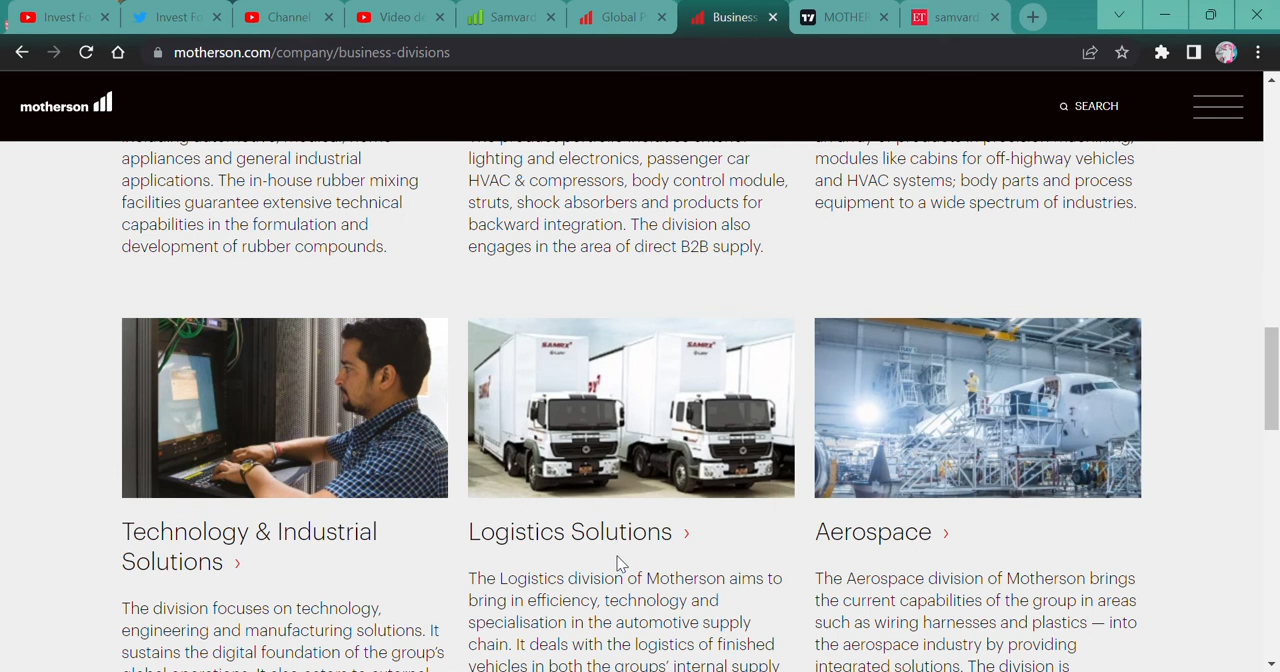 Invest Fo
Invest Fo
Channel
Video de
Samvard
Global P
Business
MOTHER
samvard
motherson.com/company/business-divisions
motherson
SEARCH
appliances and general industrial
applications. The in-house rubber mixing
facilities guarantee extensive technical
capabilities in the formulation and
development of rubber compounds.
lighting and electronics, passenger car
HVAC & compressors, body control module,
struts, shock absorbers and products for
backward integration. The division also
engages in the area of direct B2B supply.
modules like cabins for off-highway vehicles
and HVAC systems; body parts and process
equipment to a wide spectrum of industries.
SAMRX
SAMRX
Technology & Industrial
Solutions ›
The division focuses on technology,
engineering and manufacturing solutions. It
sustains the digital foundation of the group's
Logistics Solutions ›
The Logistics division of Motherson aims to
bring in efficiency, technology and
specialisation in the automotive supply
chain. It deals with the logistics of finished
vehicles in both the groups' internal supply
Aerospace ›
The Aerospace division of Motherson brings
the current capabilities of the group in areas
such as wiring harnesses and plastics — into
the aerospace industry by providing
integrated solutions. The division is